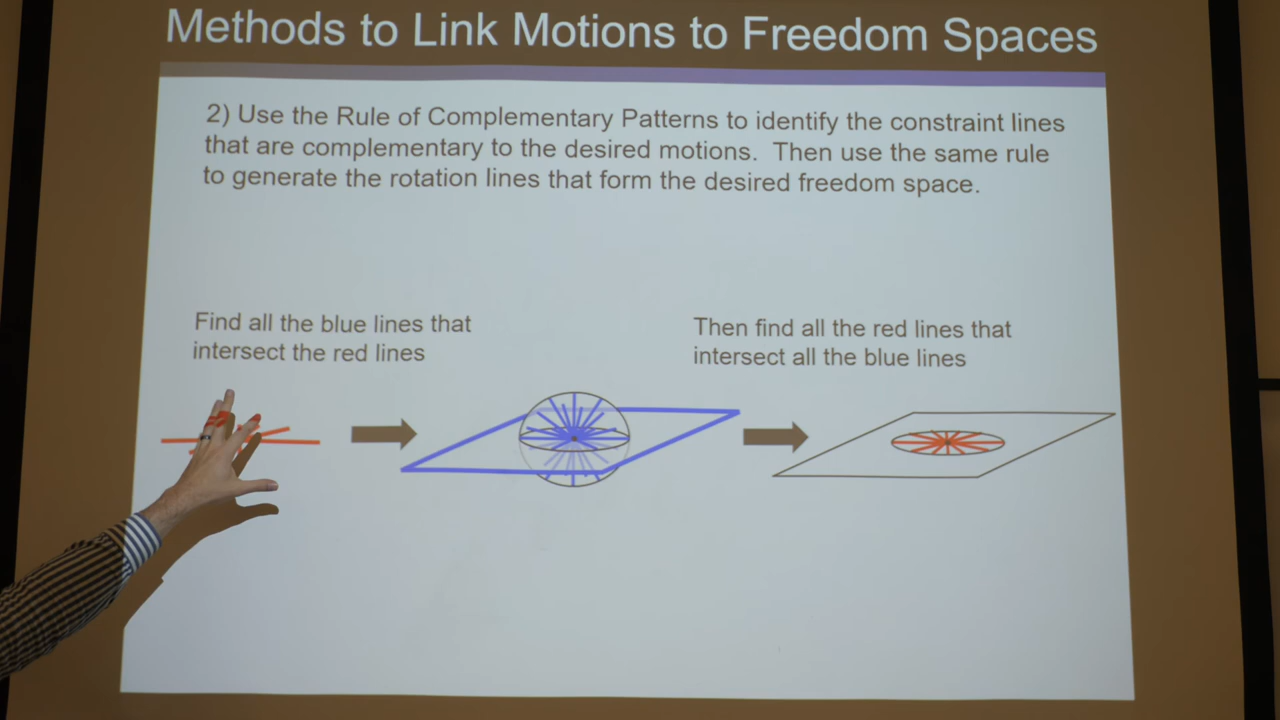 Methods to Link Motions to Freedom Spaces
2) Use the Rule of Complementary Patterns to identify the constraint lines
that are complementary to the desired motions. Then use the same rule
to generate the rotation lines that form the desired freedom space.
Find all the blue lines that
intersect the red lines
Then find all the red lines that
intersect all the blue lines